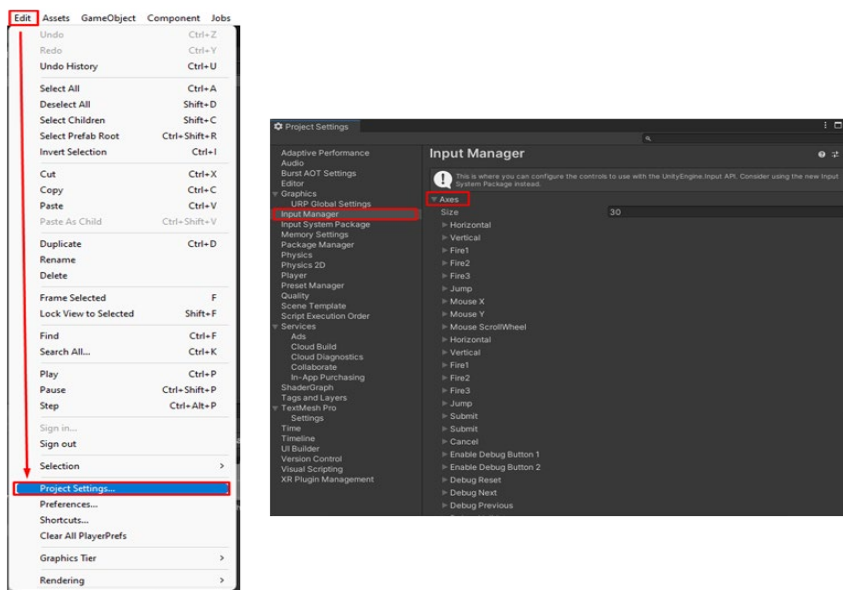 Edit Assets GameObject Component Jobs
Undo Ctrl+Z
Redo Ctrl+Y
Undo History Ctrl+U
Select All Ctrl+A
Deselect All Shift+D
Select Children Shift+C
Select Prefab Root Ctrl+Shift+R
Invert Selection Ctrl+I
Cut Ctrl+X
Copy Ctrl+C
Paste Ctrl+V
Paste As Child Ctrl+Shift+V
Duplicate Ctrl+D
Rename
Delete
Frame Selected F
Lock View to Selected Shift+F
Find Ctrl+F
Search All... Ctrl+K
Play Ctrl+P
Pause Ctrl+Shift+P
Step Ctrl+Alt+P
Sign in...
Sign out
Selection
Project Settings...
Preferences...
Shortcuts...
Clear All PlayerPrefs
Graphics Tier
Rendering
Project Settings
Adaptive Performance
Audio
Burst AOT Settings
Editor
Graphics
URP Global Settings
Input Manager
Input System Package
Memory Settings
Package Manager
Physics
Physics 2D
Player
Preset Manager
Quality
Scene Template
Script Execution Order
Services
Ads
Cloud Build
Cloud Diagnostics
Collaborate
In-App Purchasing
ShaderGraph
Tags and Layers
TextMesh Pro
Settings
Time
Timeline
UI Builder
Version Control
Visual Scripting
XR Plugin Management
Input Manager
This is where you can configure the controls to use with the UnityEngine.Input API. Consider using the new Input
System Package instead.
Axes
Size 30
Horizontal
Vertical
Fire1
Fire2
Fire3
Jump
Mouse X
Mouse Y
Mouse ScrollWheel
Horizontal
Vertical
Fire1
Fire2
Fire3
Jump
Submit
Submit
Cancel
Enable Debug Button 1
Enable Debug Button 2
Debug Reset
Debug Next
Debug Previous